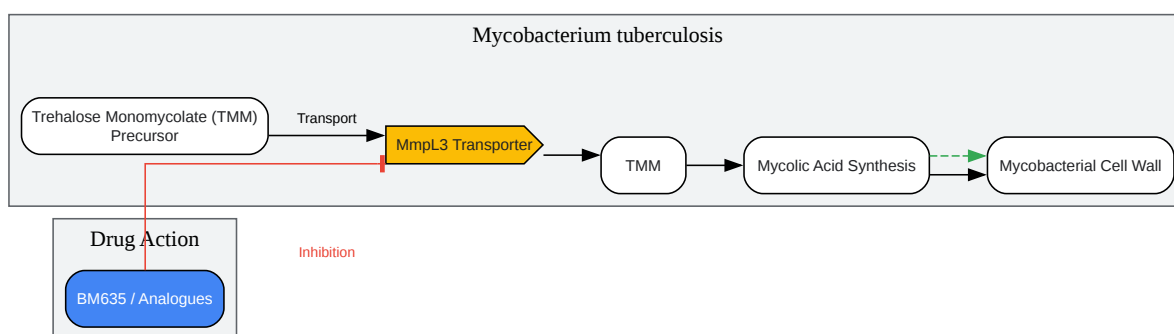 Mycobacterium tuberculosis
Trehalose Monomycolate (TMM)
Precursor
Transport
MmpL3 Transporter
TMM
Mycolic Acid Synthesis
Mycobacterial Cell Wall
Drug Action
Inhibition
BM635 / Analogues